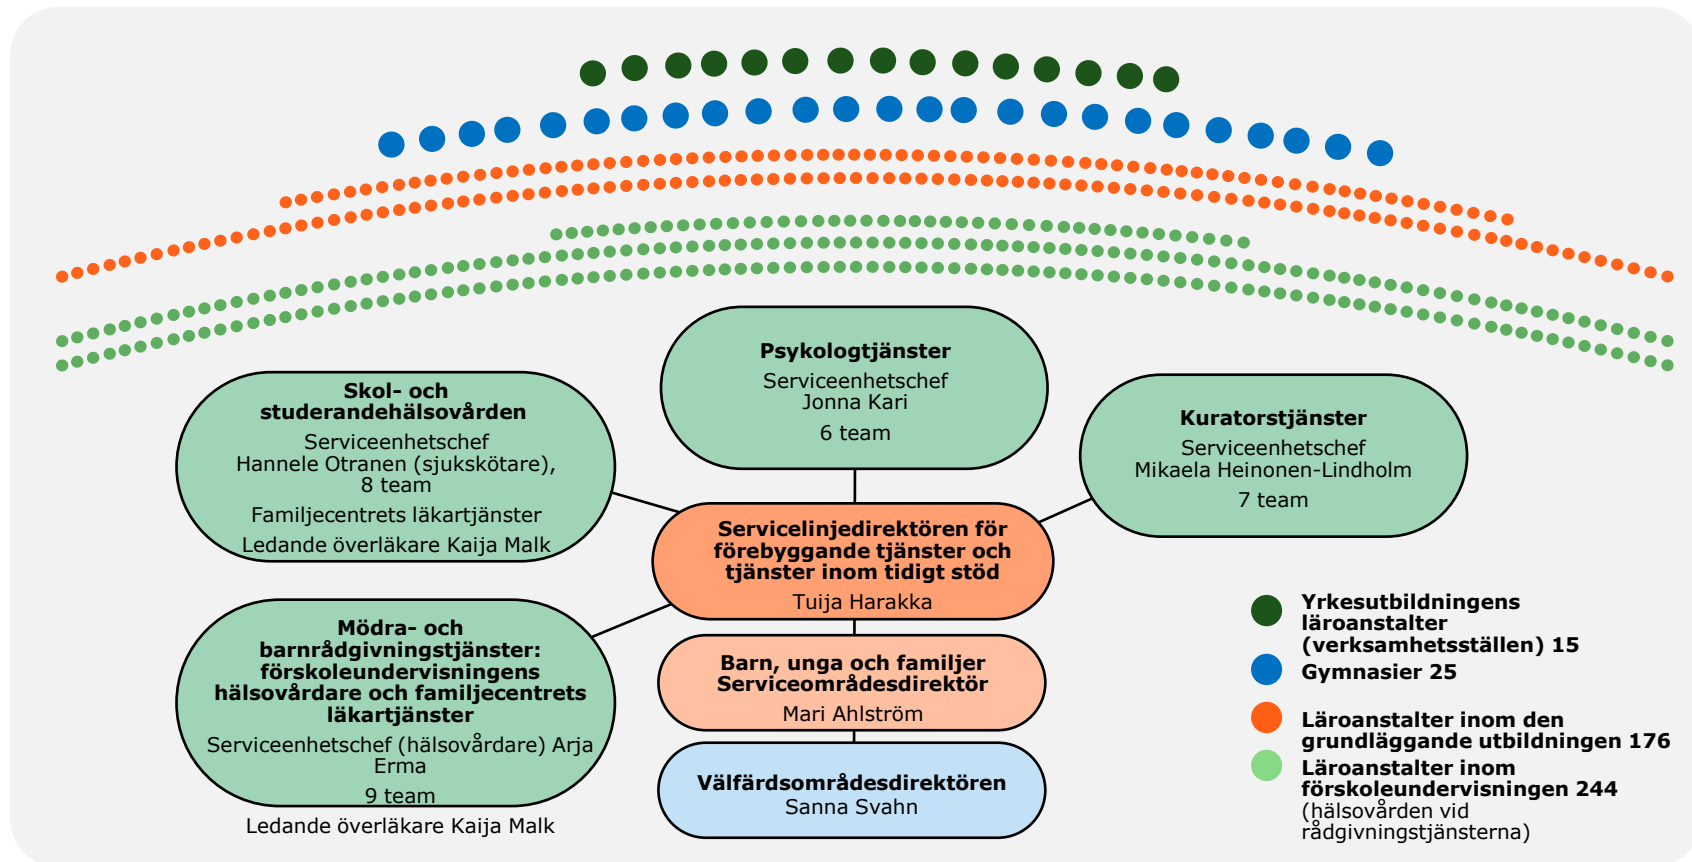 Psykologtjänster
Serviceenhetschef
Jonna Kari
6 team
Skol- och
studerandehälsovården
Serviceenhetschef
Hannele Otranen (sjukskötare),
8 team
Familjecentrets läkartjänster
Ledande överläkare Kaija Malk
Kuratorstjänster
Serviceenhetschef
Mikaela Heinonen-Lindholm
7 team
Servicelinjedirektören för
förebyggande tjänster och
tjänster inom tidigt stöd
Tuija Harakka
Mödra- och
barnrådgivningstjänster:
förskoleundervisningens
hälsovårdare och familjecentrets
läkartjänster
Serviceenhetschef (hälsovårdare) Arja
Erma
9 team
Ledande överläkare Kaija Malk
Barn, unga och familjer
Serviceområdesdirektör
Mari Ahlström
Välfärdsområdesdirektören
Sanna Svahn
Yrkesutbildningens
läroanstalter
(verksamhetsställen) 15
Gymnasier 25
Läroanstalter inom den
grundläggande utbildningen 176
Läroanstalter inom
förskoleundervisningen 244
(hälsovården vid
rådgivningstjänsterna)